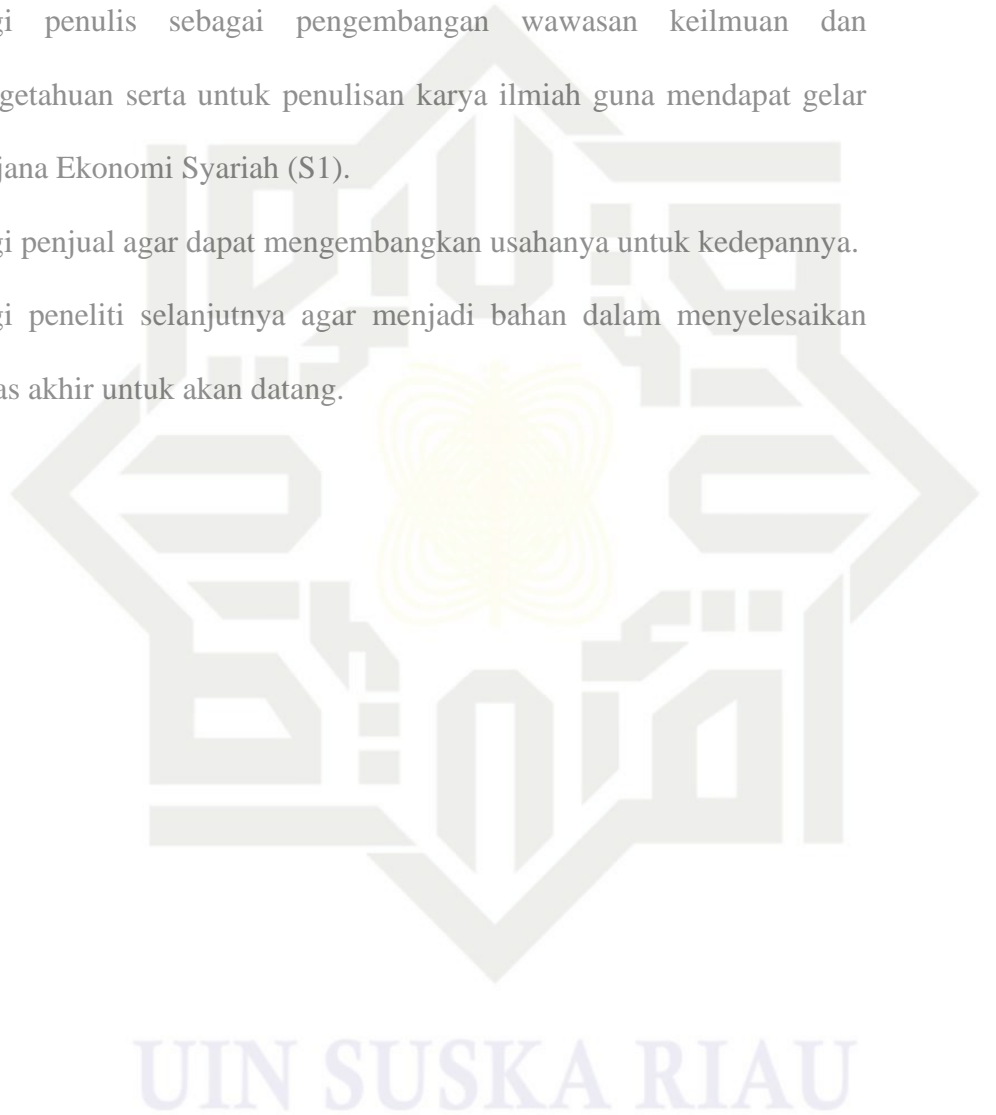 gi penulis sebagai pengembangan wawasan keilmuan dan
getahuan serta untuk penulisan karya ilmiah guna mendapat gelar
jana Ekonomi Syariah (S1).
gi penjual agar dapat mengembangkan usahanya untuk kedepannya.
gi peneliti selanjutnya agar menjadi bahan dalam menyelesaikan
as akhir untuk akan datang.
UIN SUSKA RIAU